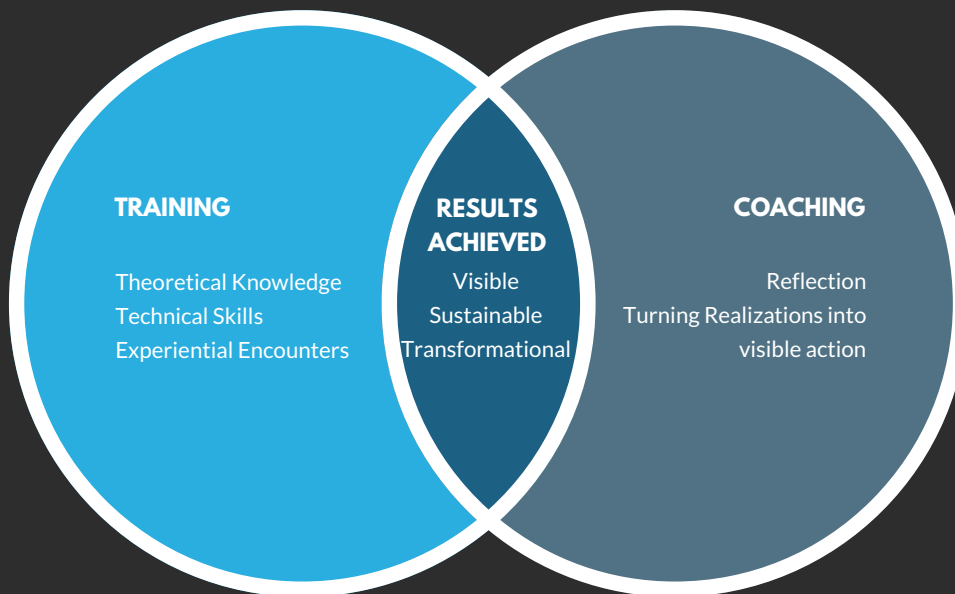 TRAINING
Theoretical Knowledge
Technical Skills
Experiential Encounters
RESULTS
ACHIEVED
Visible
Sustainable
Transformational
COACHING
Reflection
Turning Realizations into
visible action